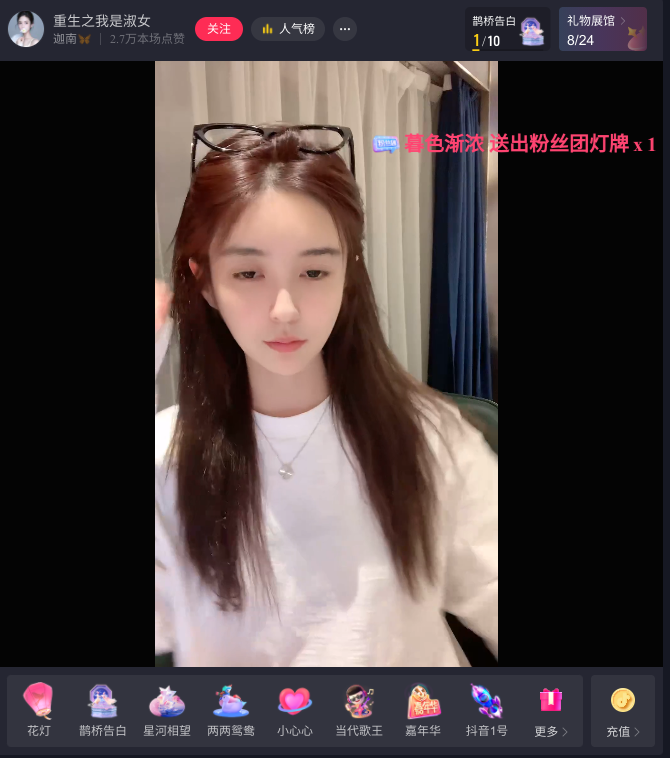 重生之我是淑女
迦南 2.7万本场点赞
关注
人气榜
鹊桥告白
1/10
礼物展馆
8/24
暮色渐浓 送出粉丝团灯牌 x 1
花灯
鹊桥告白
星河相望
两两鸳鸯
小心心
当代歌王
嘉年华
嘉年华
抖音1号
更多
充值